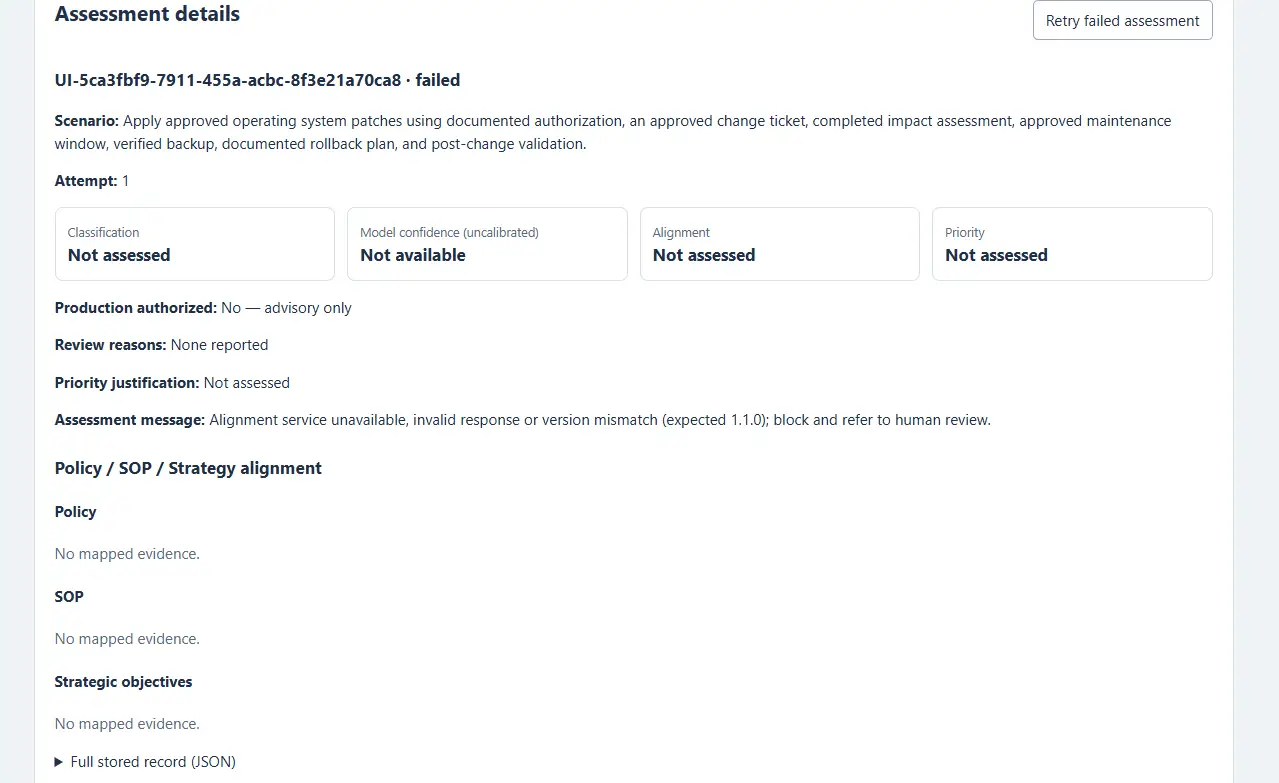 Assessment details
Retry failed assessment
UI-5ca3fbf9-7911-455a-acbc-8f3e21a70ca8 · failed
Scenario: Apply approved operating system patches using documented authorization, an approved change ticket, completed impact assessment, approved maintenance
window, verified backup, documented rollback plan, and post-change validation.
Attempt: 1
Classification
Not assessed
Model confidence (uncalibrated)
Not available
Alignment
Not assessed
Priority
Not assessed
Production authorized: No — advisory only
Review reasons: None reported
Priority justification: Not assessed
Assessment message: Alignment service unavailable, invalid response or version mismatch (expected 1.1.0); block and refer to human review.
Policy / SOP / Strategy alignment
Policy
No mapped evidence.
SOP
No mapped evidence.
Strategic objectives
No mapped evidence.
▶ Full stored record (JSON)